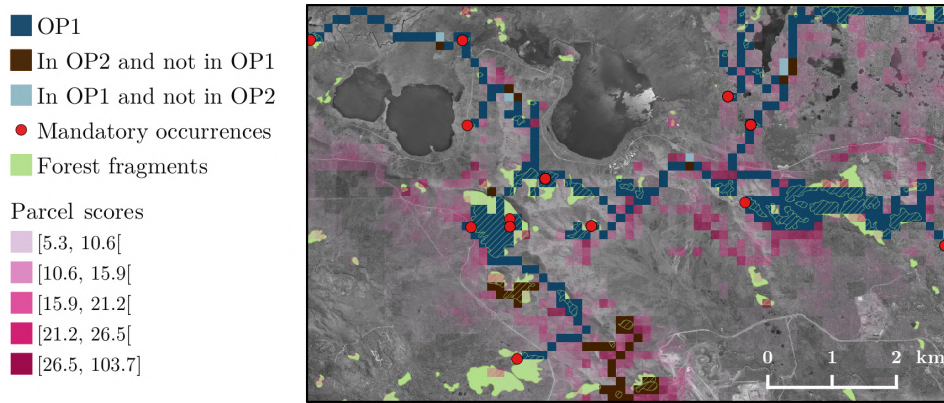 OP1
In OP2 and not in OP1
In OP1 and not in OP2
Mandatory occurrences
Forest fragments
Parcel scores
[5.3, 10.6[
[10.6, 15.9[
[15.9, 21.2[
[21.2, 26.5[
[26.5, 103.7]
0 1 2 km